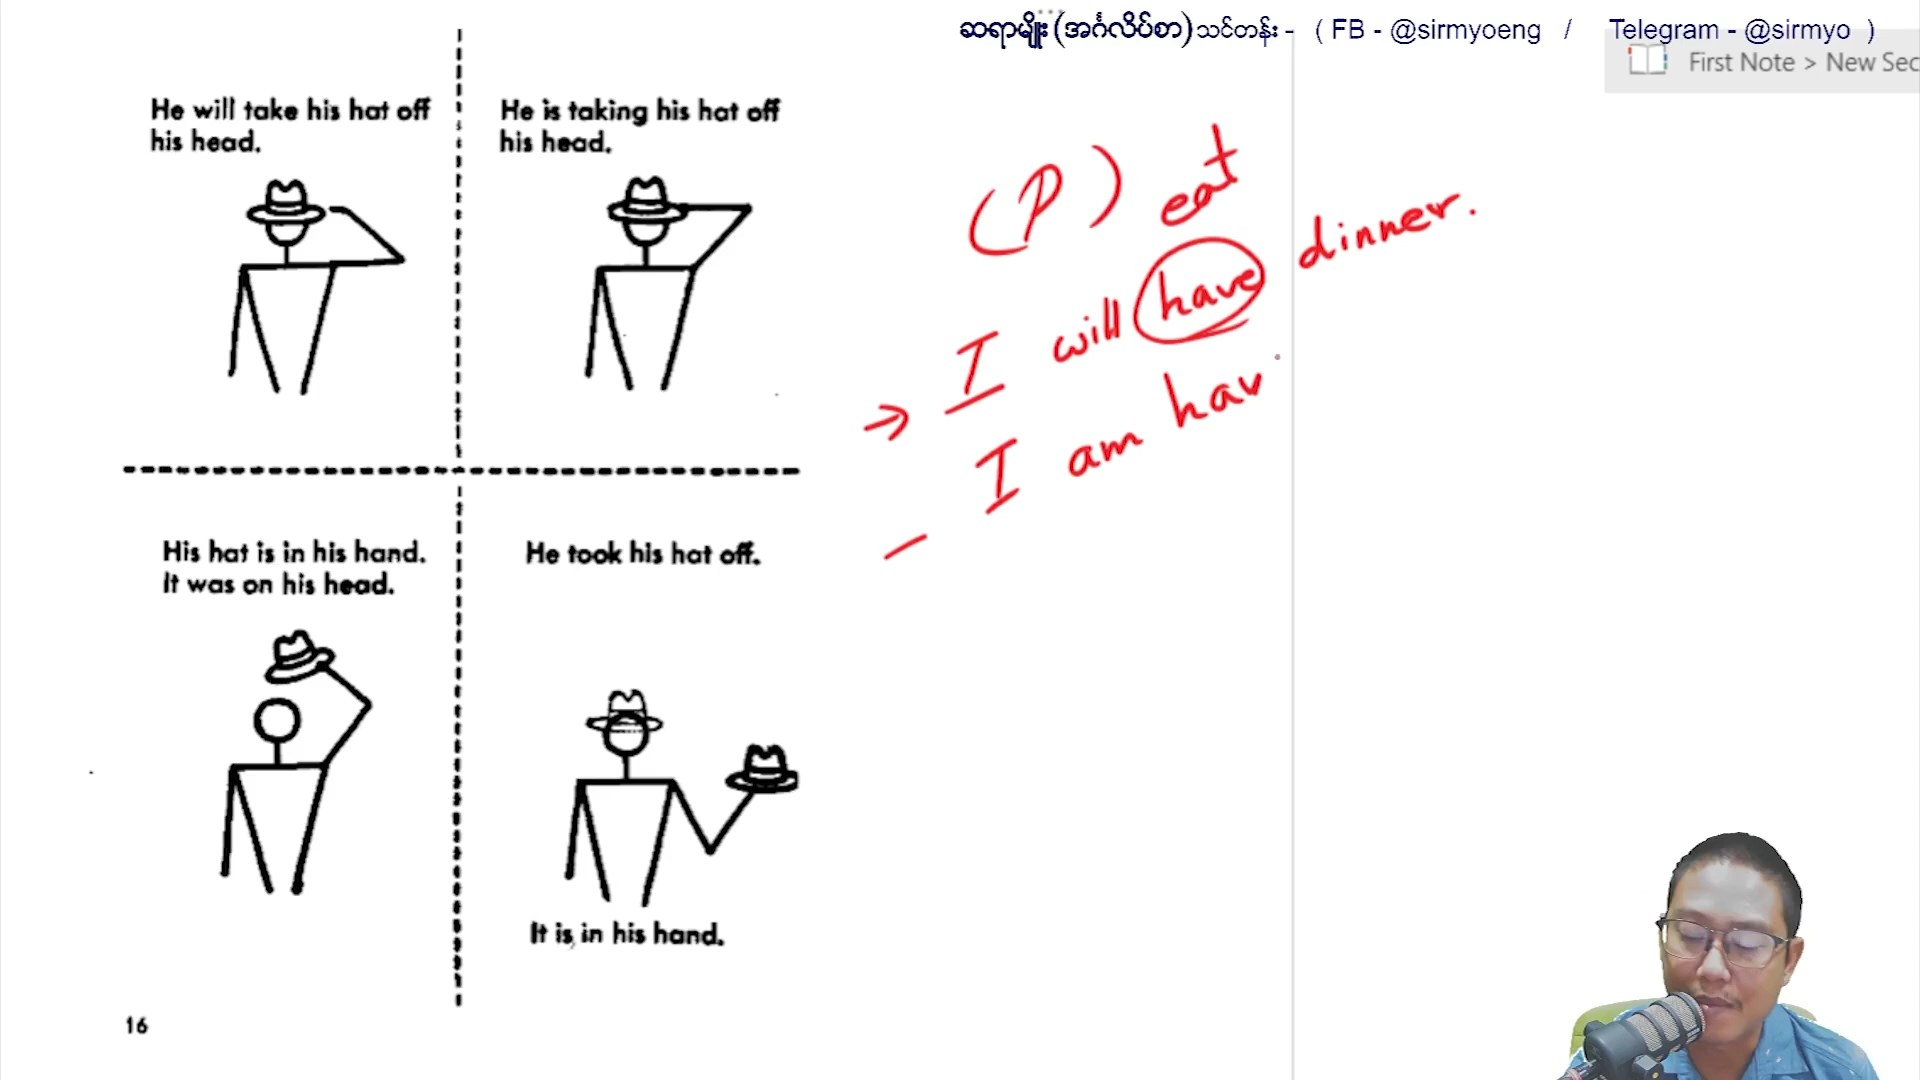 ဆရာမျိုး (အင်္ဂလိပ်စာ) သင်တန်း - ( FB - @sirmyoeng / Telegram - @sirmyo )
First Note > New Sec
He will take his hat off
his head.
He is taking his hat off
his head.
His hat is in his hand.
It was on his head.
He took his hat off.
It is in his hand.
16
(P) eat
→ I will have dinner.
I am hav
–